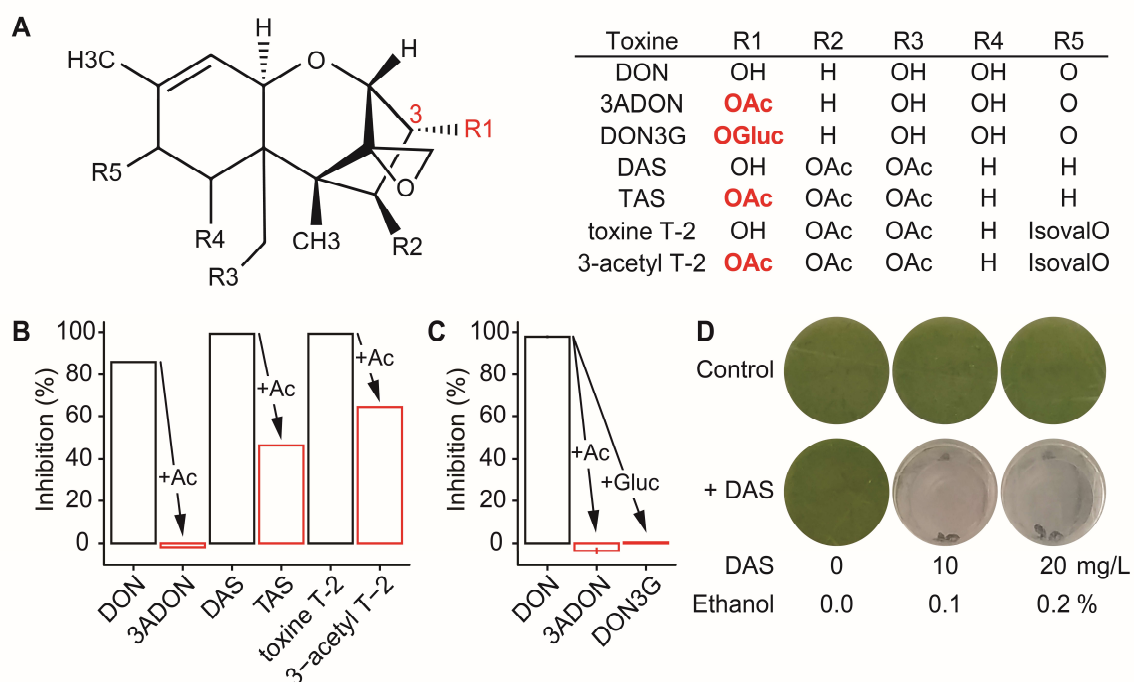 A
H
H
H3C
O
3
R1
R5
O
R4
CH3
R2
R3
Toxine R1 R2 R3 R4 R5
DON OH H OH OH O
3ADON OAc H OH OH O
DON3G OGluc H OH OH O
DAS OH OAc OAc H H
TAS OAc OAc OAc H H
toxine T-2 OH OAc OAc H IsovalO
3-acetyl T-2 OAc OAc OAc H IsovalO
B
Inhibition (%)
100
80
60
40
20
0
+Ac
+Ac
+Ac
DON
3ADON
DAS
TAS
toxine T-2
3-acetyl T-2
C
Inhibition (%)
100
80
60
40
20
0
+Ac
+Gluc
DON
3ADON
DON3G
D
Control
+ DAS
DAS 0 10 20 mg/L
Ethanol 0.0 0.1 0.2 %